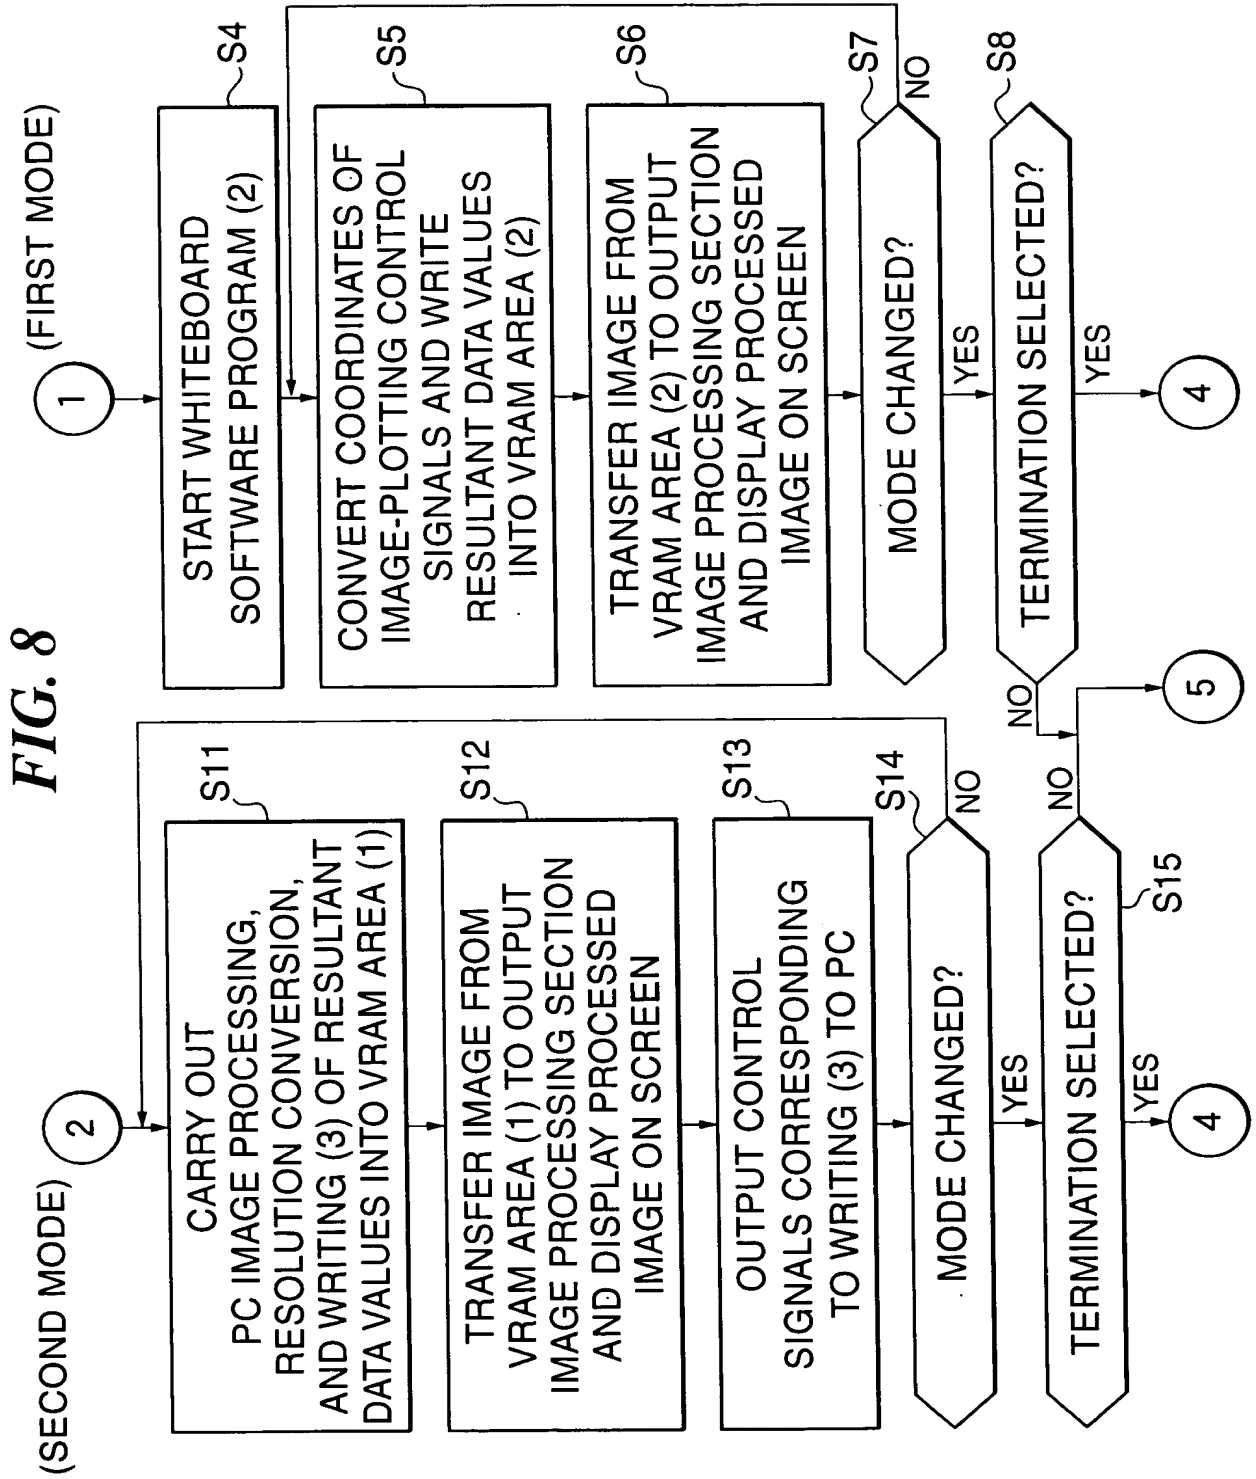 FIG. 8
(SECOND MODE)
2
CARRY OUT
PC IMAGE PROCESSING,
RESOLUTION CONVERSION,
AND WRITING (3) OF RESULTANT
DATA VALUES INTO VRAM AREA (1)
S11
TRANSFER IMAGE FROM
VRAM AREA (1) TO OUTPUT
IMAGE PROCESSING SECTION
AND DISPLAY PROCESSED
IMAGE ON SCREEN
S12
OUTPUT CONTROL
SIGNALS CORRESPONDING
TO WRITING (3) TO PC
S13
MODE CHANGED?
S14
NO
YES
TERMINATION SELECTED?
S15
NO
YES
4
(FIRST MODE)
1
START WHITEBOARD
SOFTWARE PROGRAM (2)
S4
CONVERT COORDINATES OF
IMAGE-PLOTTING CONTROL
SIGNALS AND WRITE
RESULTANT DATA VALUES
INTO VRAM AREA (2)
S5
TRANSFER IMAGE FROM
VRAM AREA (2) TO OUTPUT
IMAGE PROCESSING SECTION
AND DISPLAY PROCESSED
IMAGE ON SCREEN
S6
MODE CHANGED?
S7
NO
YES
TERMINATION SELECTED?
S8
NO
YES
5
4